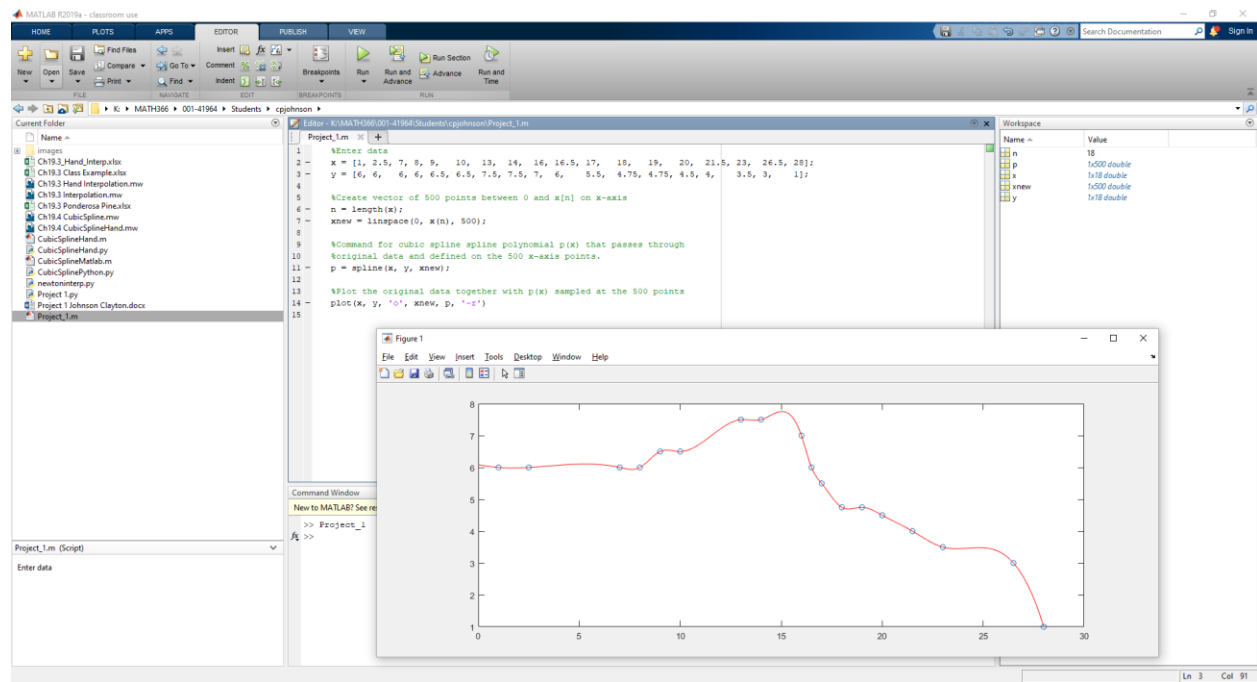 MATLAB R2019a - classroom use
HOME PLOTS APPS EDITOR PUBLISH VIEW
Search Documentation
Sign In
New
Open
Save
Find Files
Compare
Print
FILE
Go To
Find
NAVIGATE
Insert
Comment
Indent
EDIT
Breakpoints
BREAKPOINTS
Run
Run and
Advance
Run Section
Advance
Run and
Time
RUN
K: ▸ MATH366 ▸ 001-41964 ▸ Students ▸ cpjohnson ▸
Current Folder
Name
images
Ch19.3_Hand_Interp.xlsx
Ch19.3 Class Example.xlsx
Ch19.3 Hand Interpolation.mw
Ch19.3 Interpolation.mw
Ch19.3 Ponderosa Pine.xlsx
Ch19.4 CubicSpline.mw
Ch19.4 CubicSplineHand.mw
CubicSplineHand.m
CubicSplineHand.py
CubicSplineMatlab.m
CubicSplinePython.py
newtoninterp.py
Project 1.py
Project 1 Johnson Clayton.docx
Project_1.m
Project_1.m (Script)
Enter data
Editor - K:\MATH366\001-41964\Students\cpjohnson\Project_1.m
Project_1.m
1 %Enter data
2 - x = [1, 2.5, 7, 8, 9, 10, 13, 14, 16, 16.5, 17, 18, 19, 20, 21.5, 23, 26.5, 28];
3 - y = [6, 6, 6, 6, 6.5, 6.5, 7.5, 7.5, 7, 6, 5.5, 4.75, 4.75, 4.5, 4, 3.5, 3, 1];
4
5 %Create vector of 500 points between 0 and x[n] on x-axis
6 - n = length(x);
7 - xnew = linspace(0, x(n), 500);
8
9 %Command for cubic spline spline polynomial p(x) that passes through
10 %original data and defined on the 500 x-axis points.
11 - p = spline(x, y, xnew);
12
13 %Plot the original data together with p(x) sampled at the 500 points
14 - plot(x, y, 'o', xnew, p, '-r')
15
Command Window
New to MATLAB? See re
>> Project_1
fx >>
Workspace
Name Value
n 18
p 1x500 double
x 1x18 double
xnew 1x500 double
y 1x18 double
Figure 1
File Edit View Insert Tools Desktop Window Help
8
7
6
5
4
3
2
1
0 5 10 15 20 25 30
Ln 3 Col 91